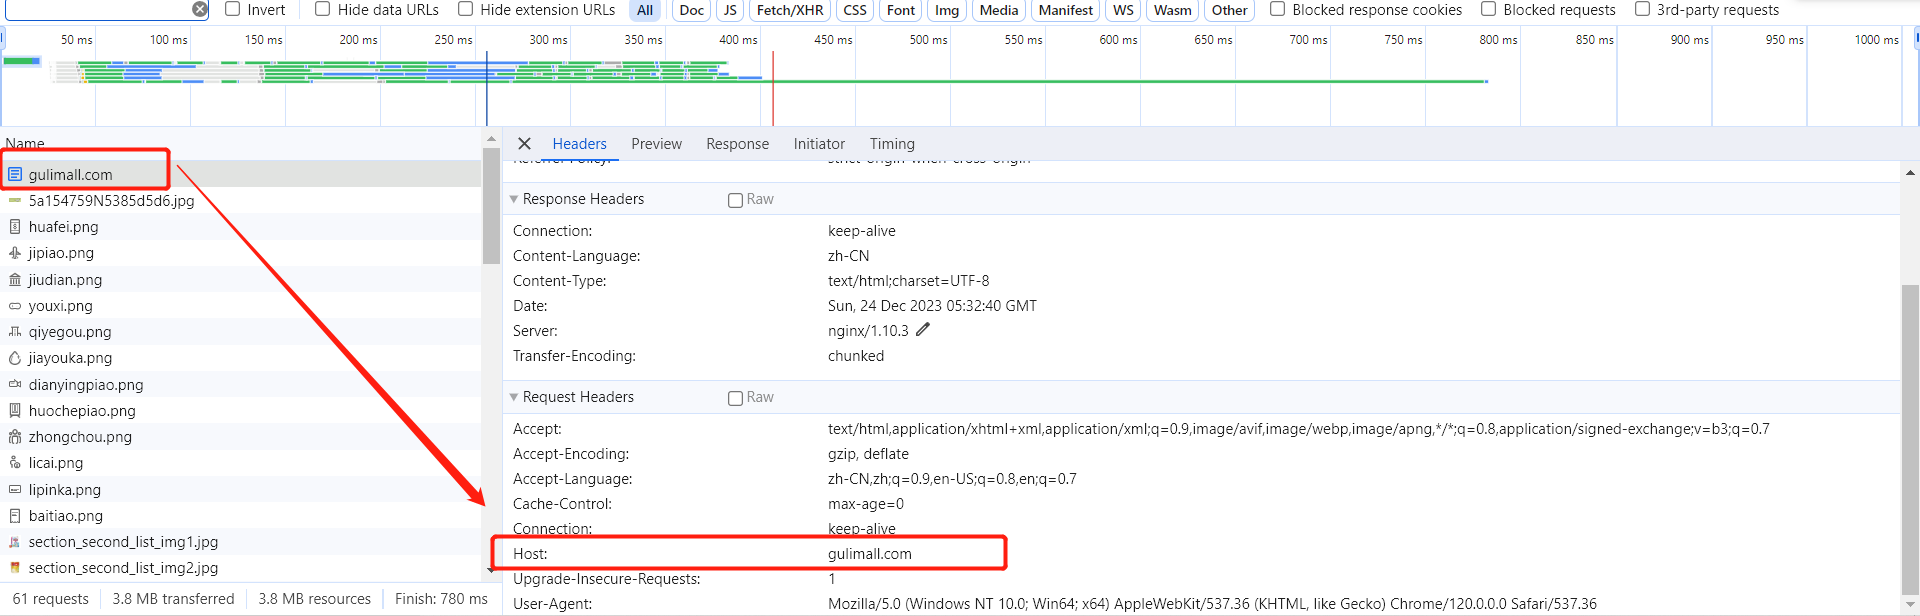 Invert Hide data URLs Hide extension URLs All Doc JS Fetch/XHR CSS Font Img Media Manifest WS Wasm Other Blocked response cookies Blocked requests 3rd-party requests
50 ms 100 ms 150 ms 200 ms 250 ms 300 ms 350 ms 400 ms 450 ms 500 ms 550 ms 600 ms 650 ms 700 ms 750 ms 800 ms 850 ms 900 ms 950 ms 1000 ms
Name
gulimall.com
5a154759N5385d5d6.jpg
huafei.png
jipiao.png
jiudian.png
youxi.png
qiyegou.png
jiayouka.png
dianyingpiao.png
huochepiao.png
zhongchou.png
licai.png
lipinka.png
baitiao.png
section_second_list_img1.jpg
section_second_list_img2.jpg
61 requests 3.8 MB transferred 3.8 MB resources Finish: 780 ms
Headers Preview Response Initiator Timing
Referrer-Policy: strict-origin-when-cross-origin
Response Headers Raw
Connection: keep-alive
Content-Language: zh-CN
Content-Type: text/html;charset=UTF-8
Date: Sun, 24 Dec 2023 05:32:40 GMT
Server: nginx/1.10.3
Transfer-Encoding: chunked
Request Headers Raw
Accept: text/html,application/xhtml+xml,application/xml;q=0.9,image/avif,image/webp,image/apng,*/*;q=0.8,application/signed-exchange;v=b3;q=0.7
Accept-Encoding: gzip, deflate
Accept-Language: zh-CN,zh;q=0.9,en-US;q=0.8,en;q=0.7
Cache-Control: max-age=0
Connection: keep-alive
Host: gulimall.com
Upgrade-Insecure-Requests: 1
User-Agent: Mozilla/5.0 (Windows NT 10.0; Win64; x64) AppleWebKit/537.36 (KHTML, like Gecko) Chrome/120.0.0.0 Safari/537.36